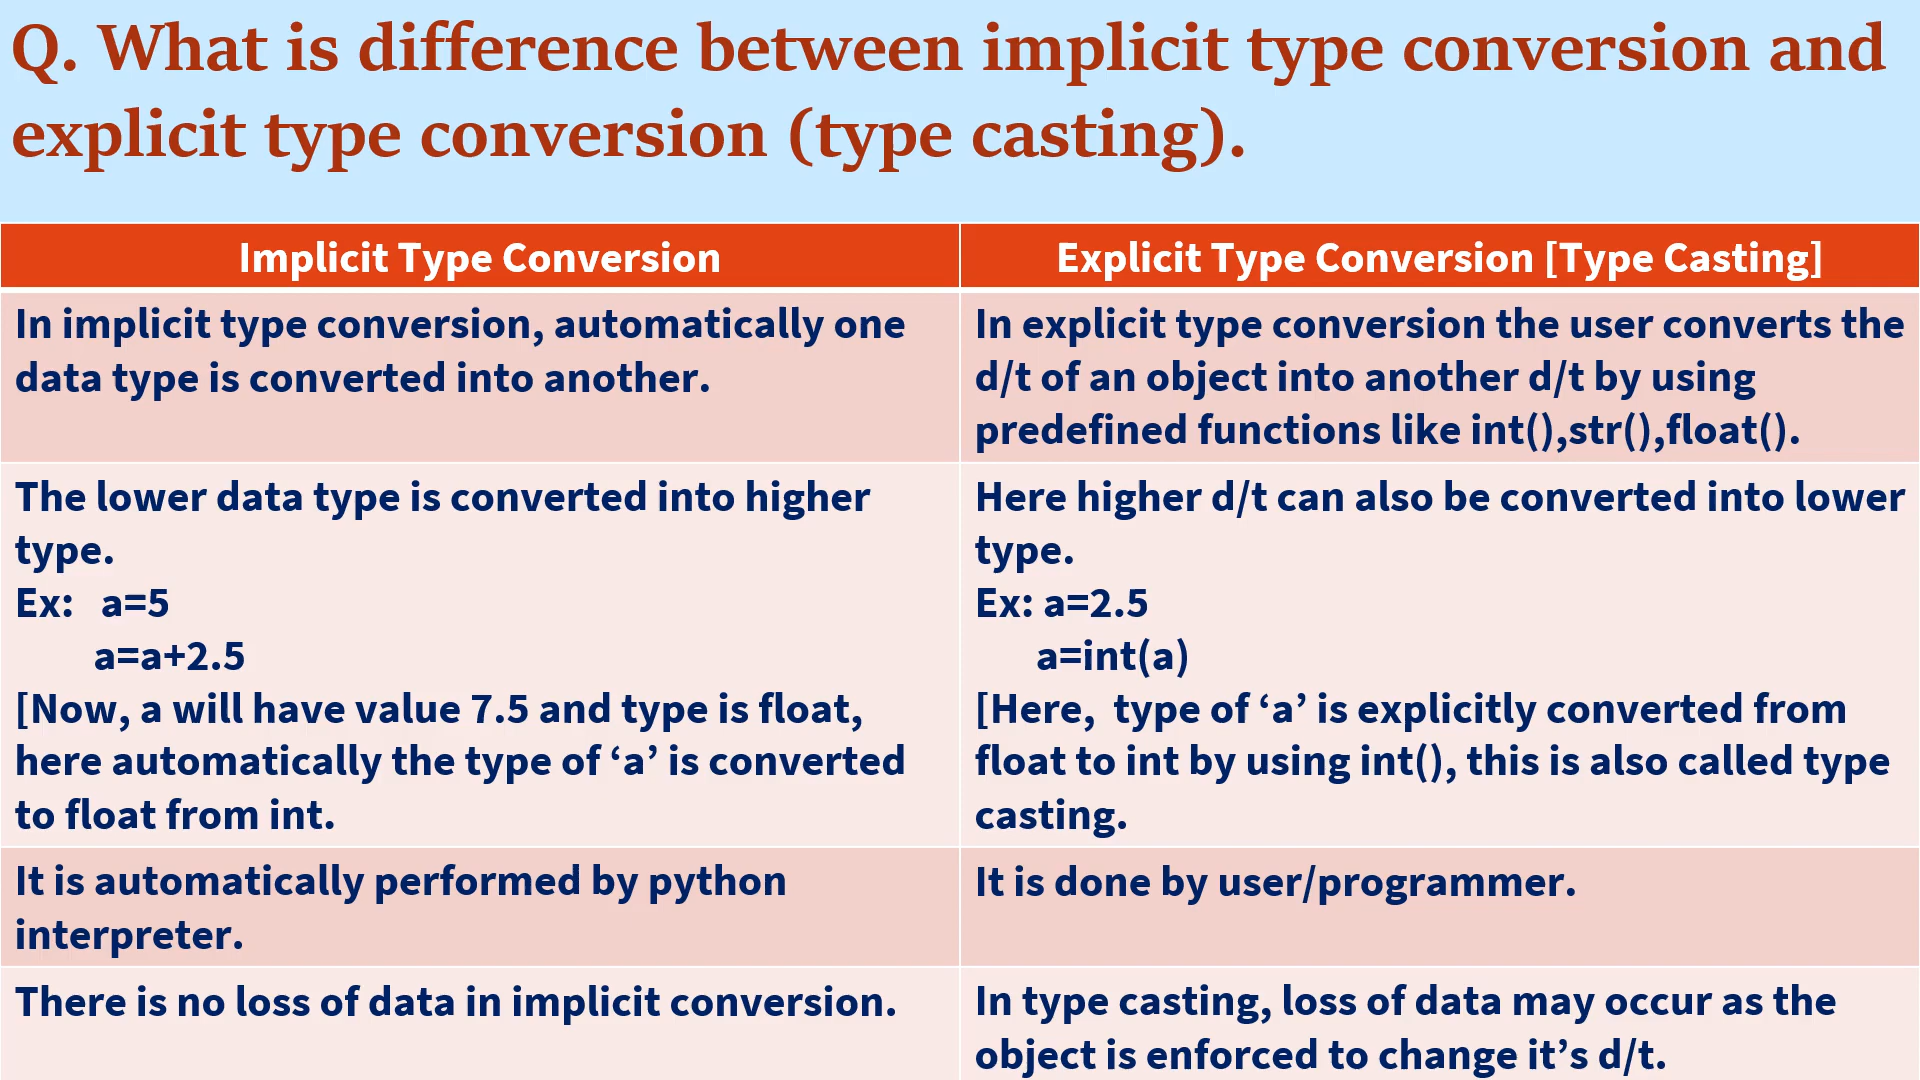 Q. What is difference between implicit type conversion and
explicit type conversion (type casting).
Implicit Type Conversion
Explicit Type Conversion [Type Casting]
In implicit type conversion, automatically one
data type is converted into another.
In explicit type conversion the user converts the
d/t of an object into another d/t by using
predefined functions like int(),str(),float().
The lower data type is converted into higher
type.
Ex: a=5
a=a+2.5
[Now, a will have value 7.5 and type is float,
here automatically the type of ‘a’ is converted
to float from int.
Here higher d/t can also be converted into lower
type.
Ex: a=2.5
a=int(a)
[Here, type of ‘a’ is explicitly converted from
float to int by using int(), this is also called type
casting.
It is automatically performed by python
interpreter.
It is done by user/programmer.
There is no loss of data in implicit conversion.
In type casting, loss of data may occur as the
object is enforced to change it’s d/t.